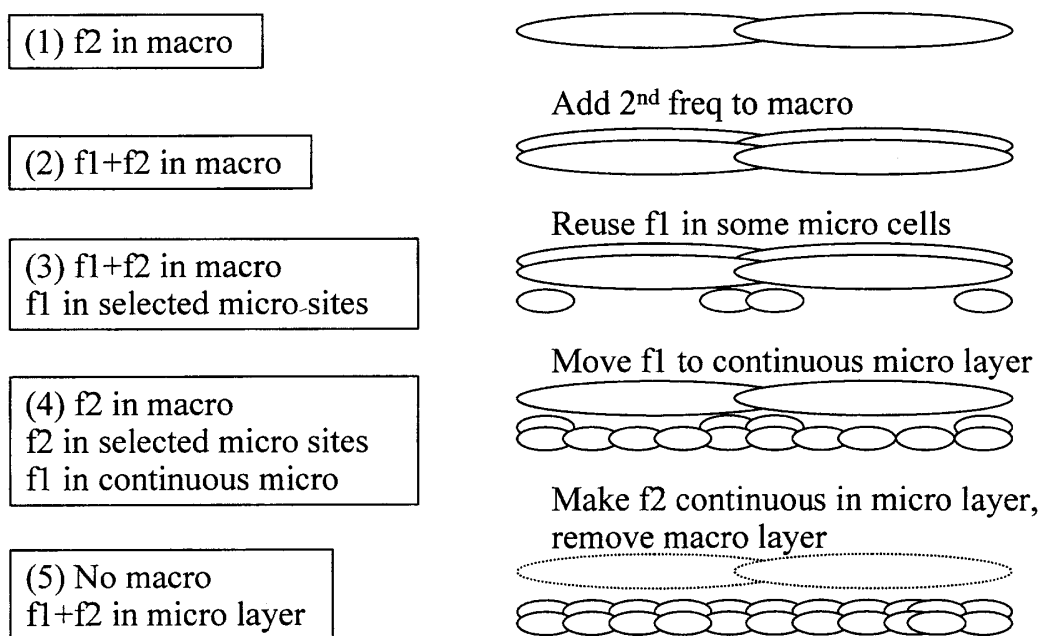 (1) f2 in macro
Add 2nd freq to macro
(2) f1+f2 in macro
Reuse f1 in some micro cells
(3) f1+f2 in macro
f1 in selected micro sites
Move f1 to continuous micro layer
(4) f2 in macro
f2 in selected micro sites
f1 in continuous micro
Make f2 continuous in micro layer,
remove macro layer
(5) No macro
f1+f2 in micro layer